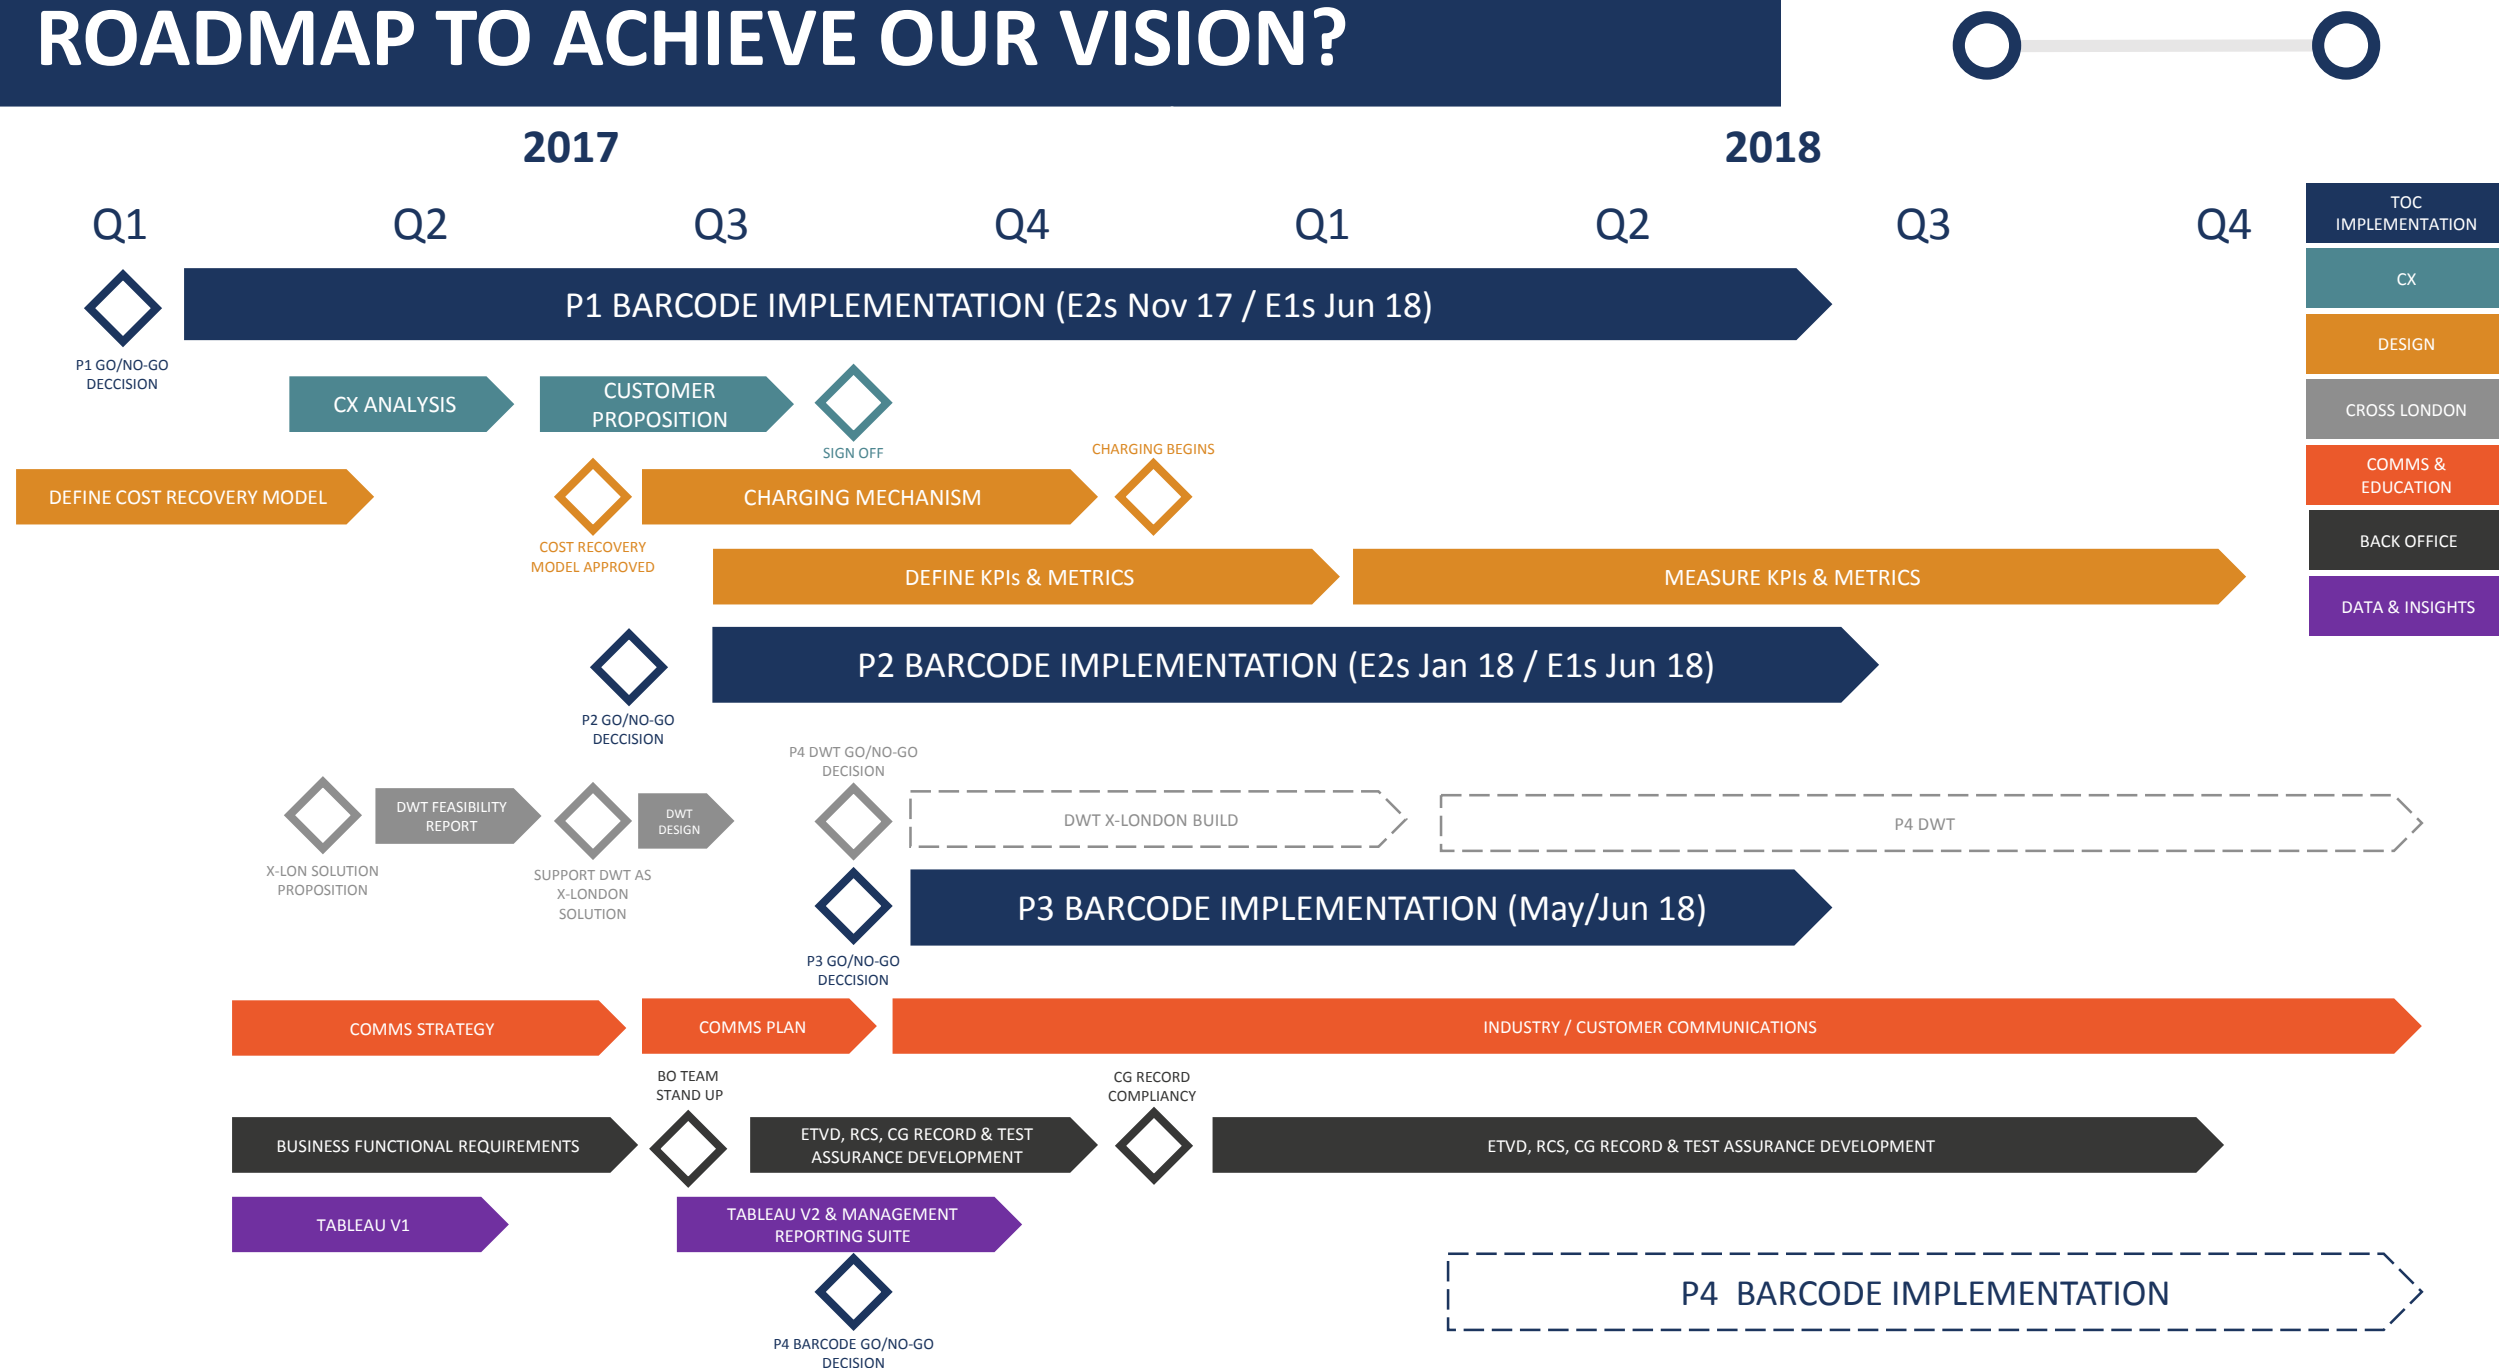 ROADMAP TO ACHIEVE OUR VISION?
2017
2018
Q1
Q2
Q3
Q4
Q1
Q2
Q3
Q4
TOC
IMPLEMENTATION
CX
DESIGN
CROSS LONDON
COMMS &
EDUCATION
BACK OFFICE
DATA & INSIGHTS
P1 BARCODE IMPLEMENTATION (E2s Nov 17 / E1s Jun 18)
P1 GO/NO-GO
DECCISION
CX ANALYSIS
CUSTOMER
PROPOSITION
SIGN OFF
CHARGING BEGINS
DEFINE COST RECOVERY MODEL
CHARGING MECHANISM
COST RECOVERY
MODEL APPROVED
DEFINE KPIs & METRICS
MEASURE KPIs & METRICS
P2 BARCODE IMPLEMENTATION (E2s Jan 18 / E1s Jun 18)
P2 GO/NO-GO
DECCISION
P4 DWT GO/NO-GO
DECISION
DWT FEASIBILITY
REPORT
DWT
DESIGN
DWT X-LONDON BUILD
P4 DWT
X-LON SOLUTION
PROPOSITION
SUPPORT DWT AS
X-LONDON
SOLUTION
P3 BARCODE IMPLEMENTATION (May/Jun 18)
P3 GO/NO-GO
DECCISION
COMMS STRATEGY
COMMS PLAN
INDUSTRY / CUSTOMER COMMUNICATIONS
BO TEAM
STAND UP
CG RECORD
COMPLIANCY
BUSINESS FUNCTIONAL REQUIREMENTS
ETVD, RCS, CG RECORD & TEST
ASSURANCE DEVELOPMENT
ETVD, RCS, CG RECORD & TEST ASSURANCE DEVELOPMENT
TABLEAU V1
TABLEAU V2 & MANAGEMENT
REPORTING SUITE
P4 BARCODE IMPLEMENTATION
P4 BARCODE GO/NO-GO
DECISION